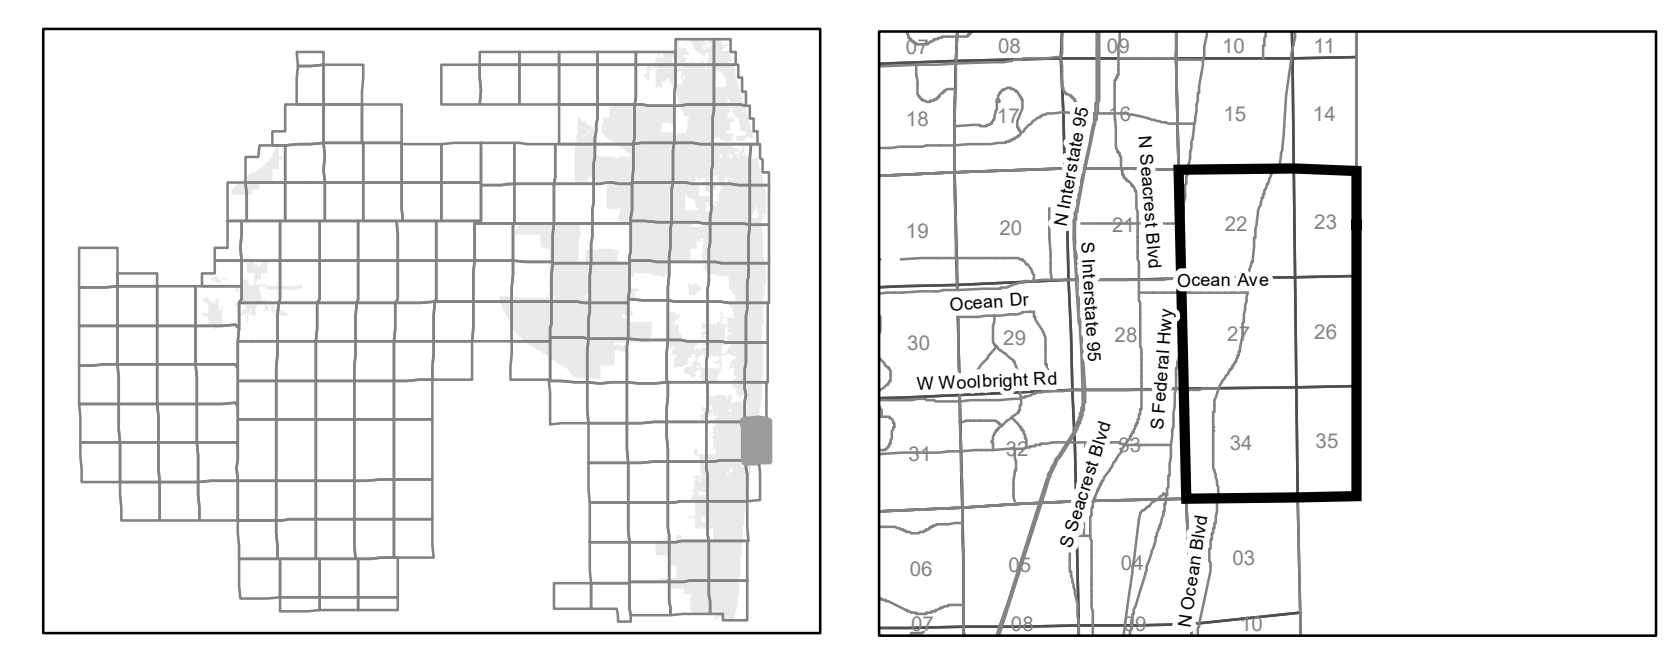 07 08 09 10 11
18 17 16 15 14
N Interstate 95
N Seacrest Blvd
19 20 21 22 23
S Interstate 95
Ocean Ave
Ocean Dr
30 29 28 27 26
S Federal Hwy
W Woolbright Rd
31 32 33 34 35
S Seacrest Blvd
N Ocean Blvd
06 05 04 03
07 08 09 10